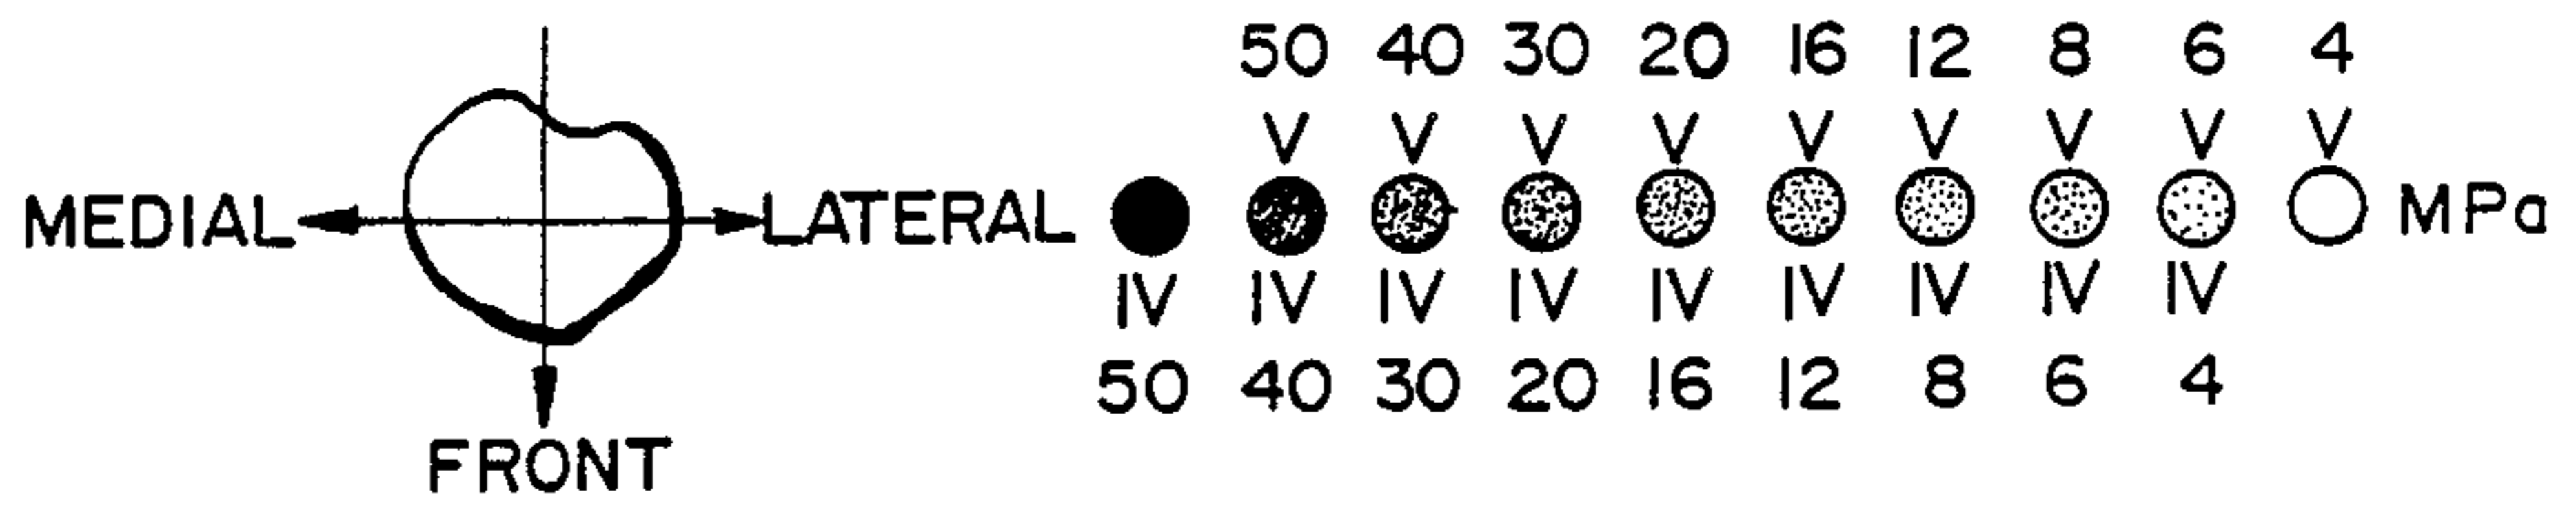 50 40 30 20 16 12 8 6 4
V V V V V V V V V
MEDIAL LATERAL MPa
IV IV IV IV IV IV IV IV IV
50 40 30 20 16 12 8 6 4
FRONT